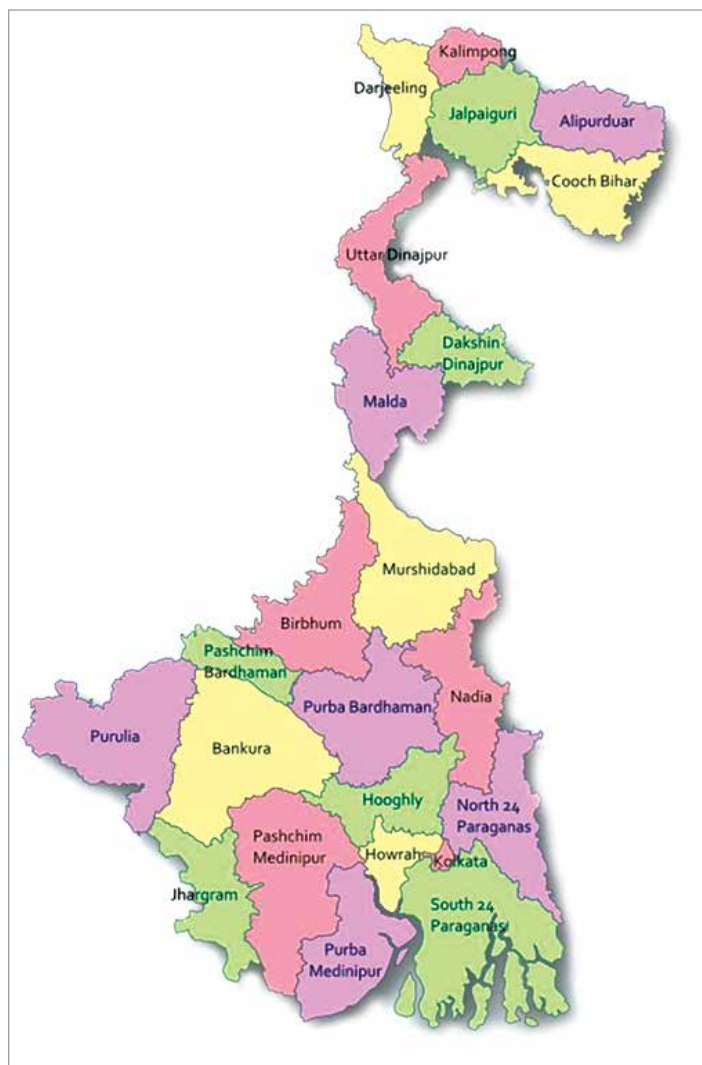 Kalimpong
Darjeeling
Jalpaiguri
Alipurduar
Cooch Bihar
Uttar Dinajpur
Dakshin
Dinajpur
Malda
Murshidabad
Birbhum
Pashchim
Bardhaman
Nadia
Purba Bardhaman
Purulia
Bankura
Hooghly
North 24
Paraganas
Pashchim
Medinipur
Howrah
Kolkata
Jhargram
South 24
Paraganas
Purba
Medinipur